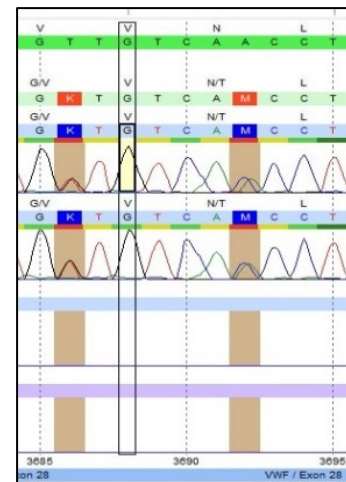 V V N L
G T T G T C A A C C T
G/V V N/T L
G K T G T C A M C C T
G/V V N/T L
G K T G T C A M C C T
G/V V N/T L
G K T G T C A M C C T
3685 3690 3695
on 28 VWF / Exon 28